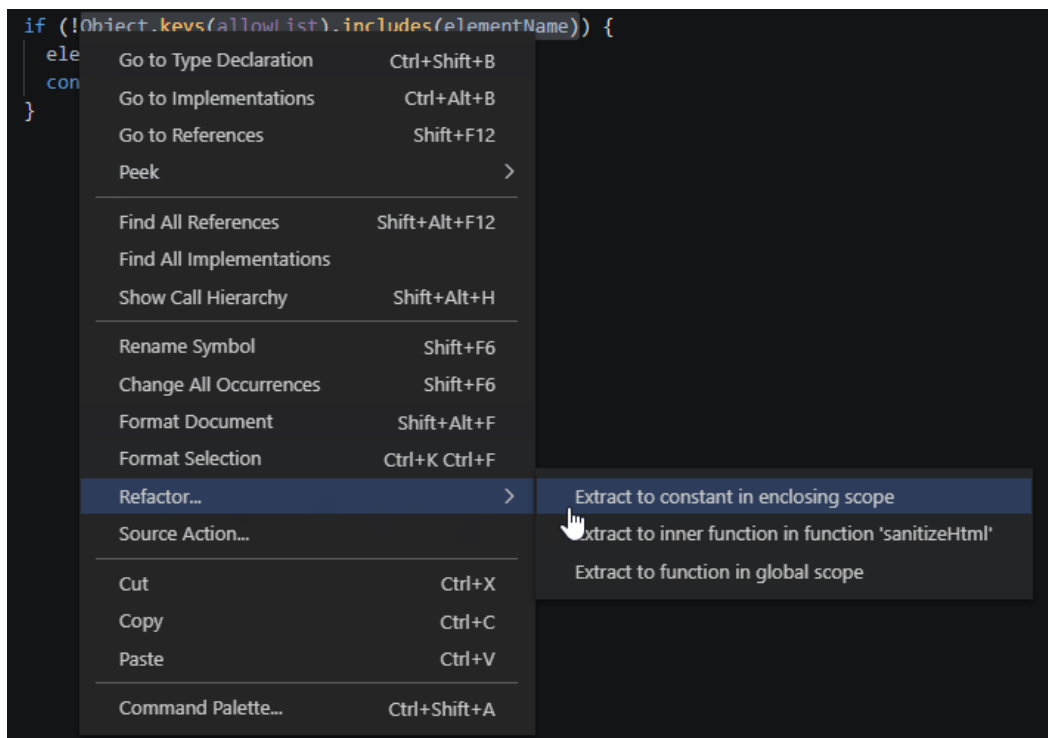 if (!Object.keys(allowList).includes(elementName)) {
ele
con
}
Go to Type Declaration Ctrl+Shift+B
Go to Implementations Ctrl+Alt+B
Go to References Shift+F12
Peek
Find All References Shift+Alt+F12
Find All Implementations
Show Call Hierarchy Shift+Alt+H
Rename Symbol Shift+F6
Change All Occurrences Shift+F6
Format Document Shift+Alt+F
Format Selection Ctrl+K Ctrl+F
Refactor...
Extract to constant in enclosing scope
Source Action...
Extract to inner function in function 'sanitizeHtml'
Extract to function in global scope
Cut Ctrl+X
Copy Ctrl+C
Paste Ctrl+V
Command Palette... Ctrl+Shift+A